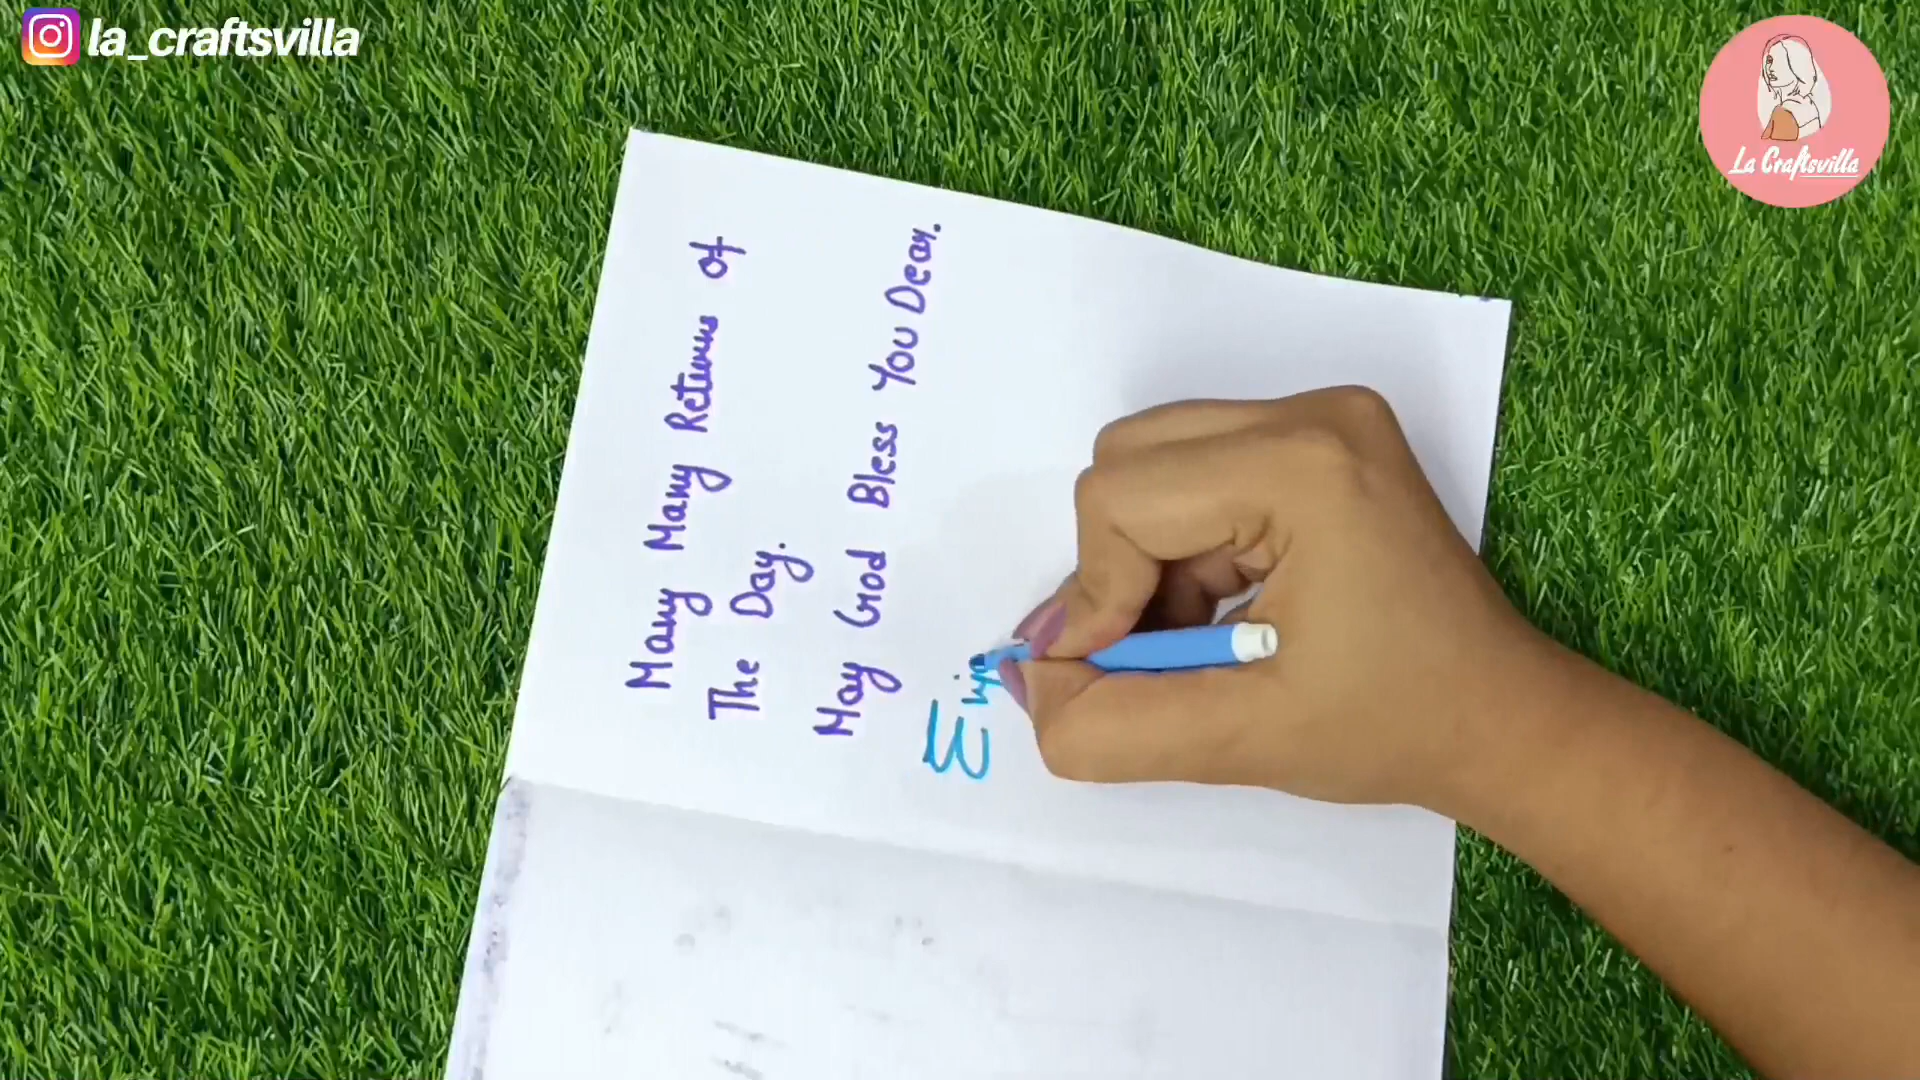 la_craftsvilla
La Craftsvilla
Many Many Returns of
The Day.
May God Bless You Dear.